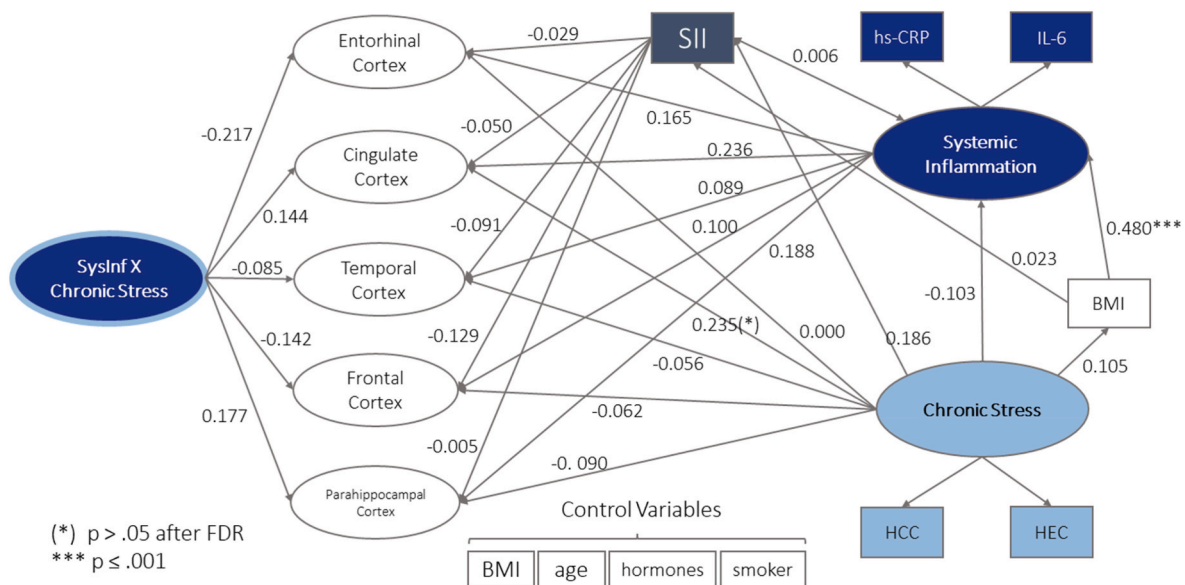 Entorhinal
Cortex
-0.029
SII
hs-CRP
IL-6
0.006
-0.217
-0.050
0.165
Cingulate
Cortex
0.236
Systemic
Inflammation
0.144
0.089
-0.091
0.100
0.188
0.480***
SysInf X
Chronic Stress
-0.085
Temporal
Cortex
0.023
-0.103
BMI
-0.142
-0.129
0.235(*)
0.000
0.186
0.105
-0.056
Frontal
Cortex
0.177
-0.062
Chronic Stress
-0.005
-0. 090
Parahippocampal
Cortex
Control Variables
HCC
HEC
(*) p > .05 after FDR
*** p ≤ .001
BMI
age
hormones
smoker